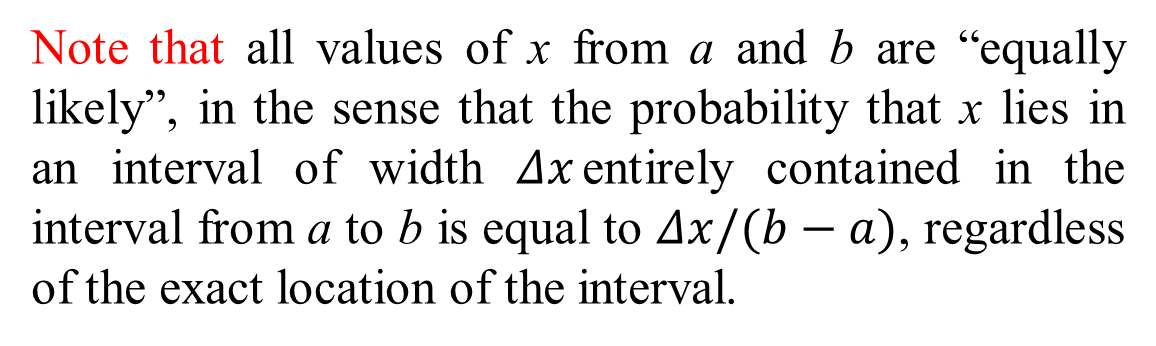 Note that all values of x from a and b are “equally
likely”, in the sense that the probability that x lies in
an interval of width Δx entirely contained in the
interval from a to b is equal to Δx/(b − a), regardless
of the exact location of the interval.